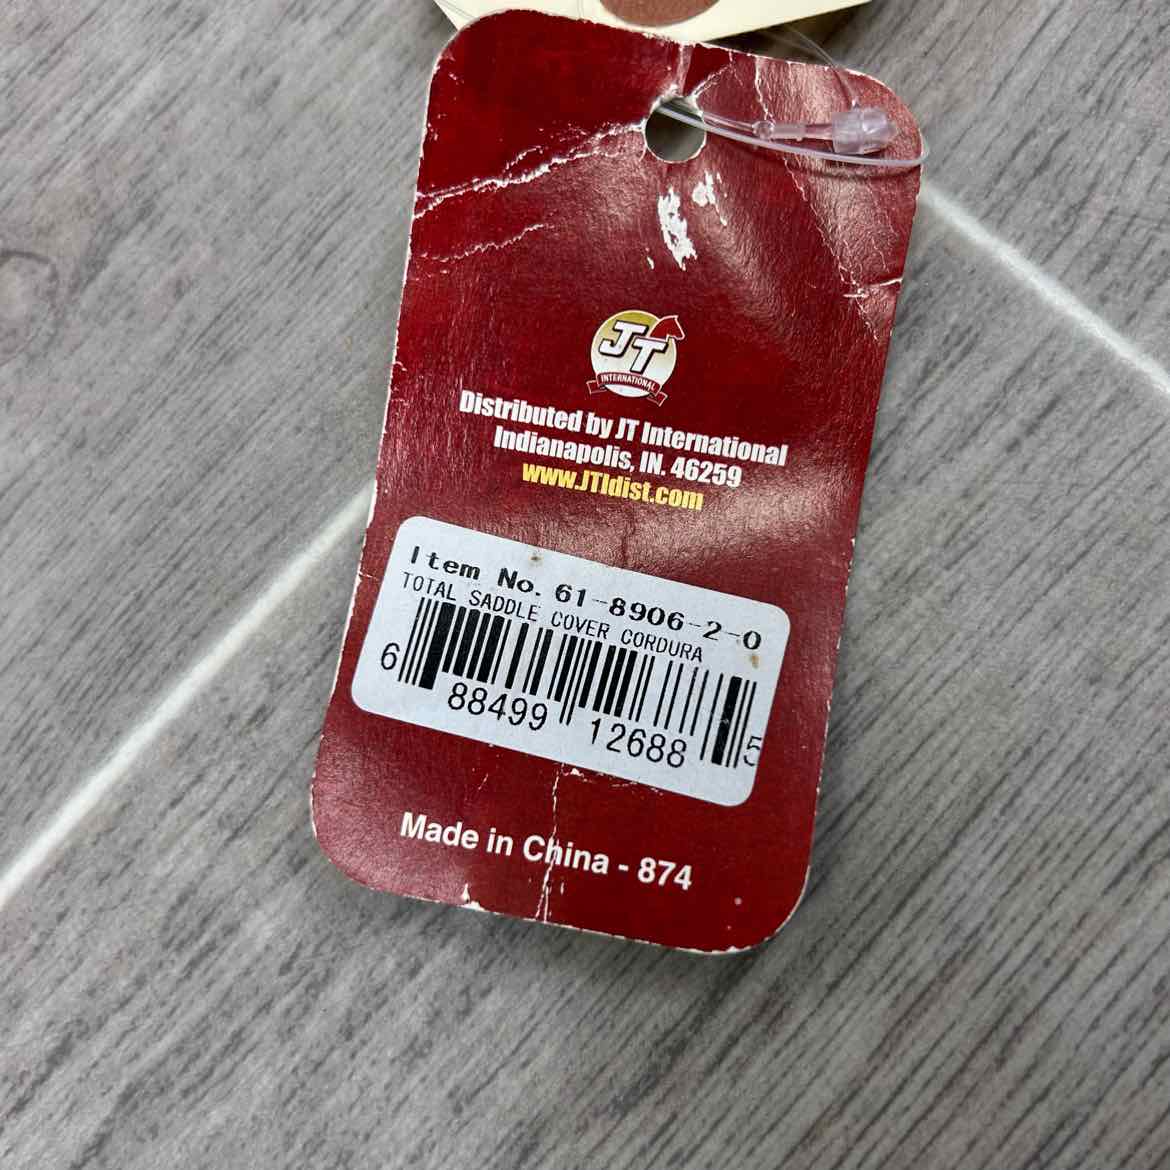 JT
INTERNATIONAL
Distributed by JT International
Indianapolis, IN. 46259
www.JTIdist.com
Item No. 61-8906-2-0
TOTAL SADDLE COVER CORDURA
6 88499 12688 5
Made in China - 874